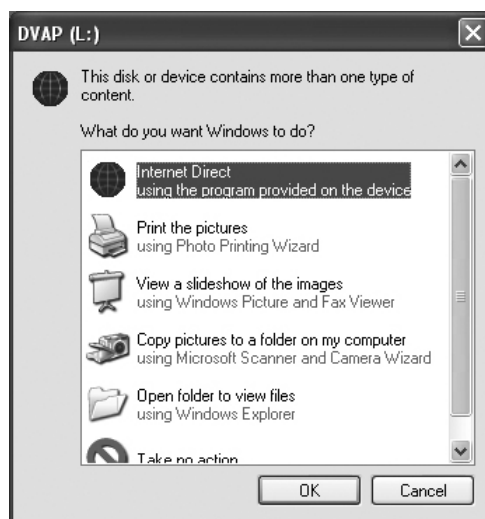 DVAP (L:)
This disk or device contains more than one type of
content.
What do you want Windows to do?
Internet Direct
using the program provided on the device
Print the pictures
using Photo Printing Wizard
View a slideshow of the images
using Windows Picture and Fax Viewer
Copy pictures to a folder on my computer
using Microsoft Scanner and Camera Wizard
Open folder to view files
using Windows Explorer
Take no action
OK
Cancel